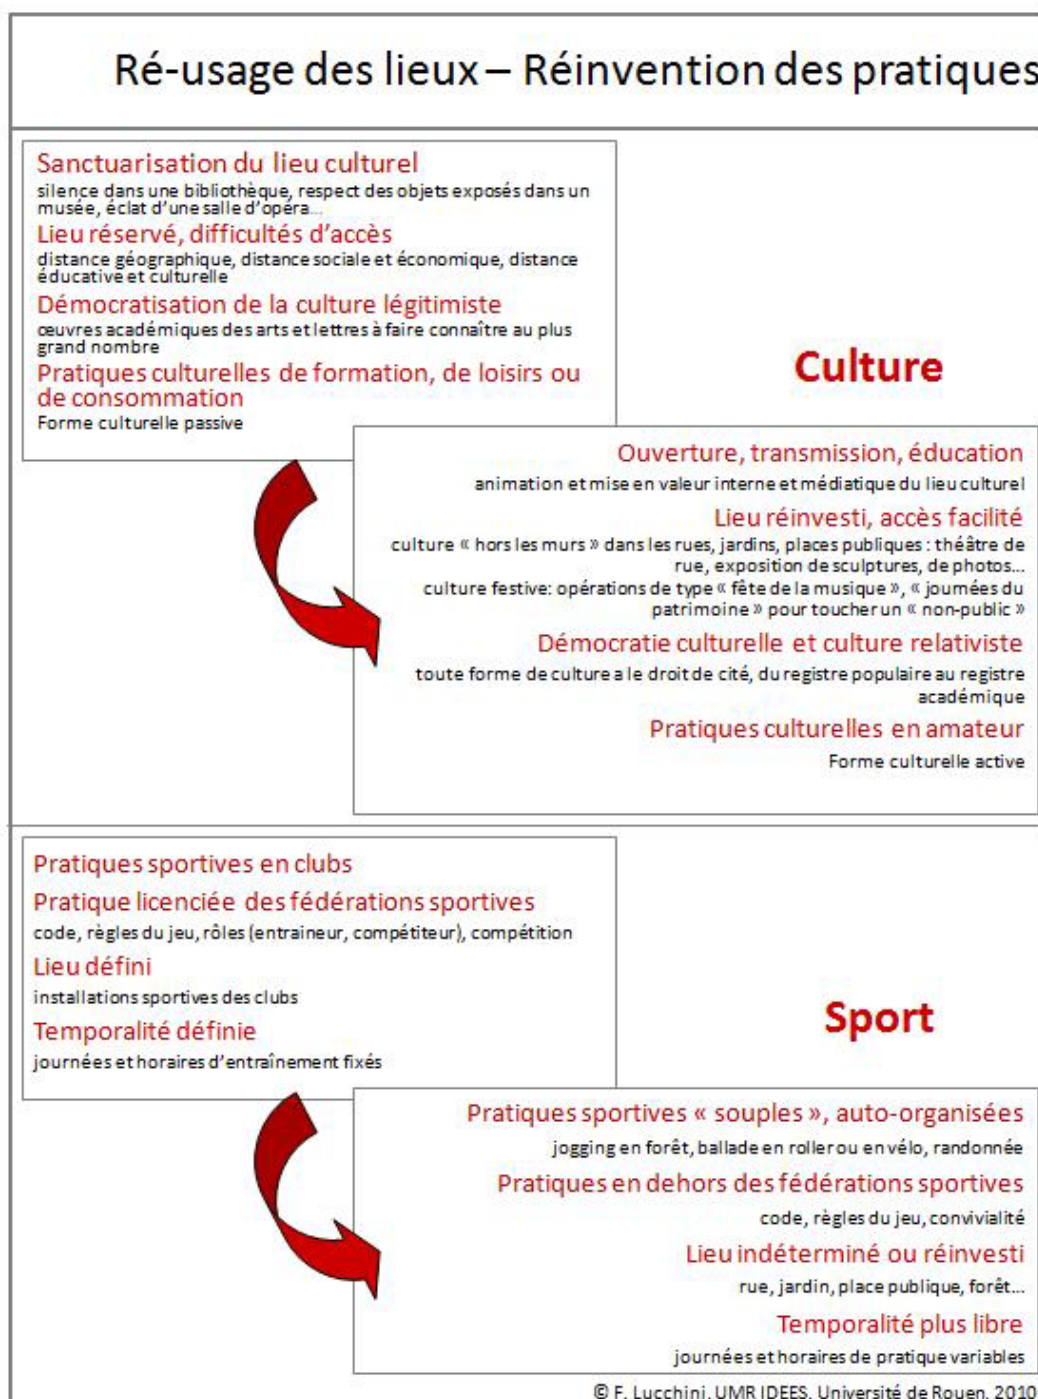 Ré-usage des lieux – Réinvention des pratiques
Sanctuarisation du lieu culturel
silence dans une bibliothèque, respect des objets exposés dans un
musée, éclat d'une salle d'opéra...
Lieu réservé, difficultés d'accès
distance géographique, distance sociale et économique, distance
éducative et culturelle
Démocratisation de la culture légitimiste
œuvres académiques des arts et lettres à faire connaître au plus
grand nombre
Pratiques culturelles de formation, de loisirs ou
de consommation
Forme culturelle passive
Culture
Ouverture, transmission, éducation
animation et mise en valeur interne et médiatique du lieu culturel
Lieu réinvesti, accès facilité
culture « hors les murs » dans les rues, jardins, places publiques : théâtre de
rue, exposition de sculptures, de photos...
culture festive: opérations de type « fête de la musique », « journées du
patrimoine » pour toucher un « non-public »
Démocratie culturelle et culture relativiste
toute forme de culture a le droit de cité, du registre populaire au registre
académique
Pratiques culturelles en amateur
Forme culturelle active
Pratiques sportives en clubs
Pratique licenciée des fédérations sportives
code, règles du jeu, rôles (entraineur, compétiteur), compétition
Lieu défini
installations sportives des clubs
Temporalité définie
journées et horaires d'entraînement fixés
Sport
Pratiques sportives « souples », auto-organisées
jogging en forêt, ballade en roller ou en vélo, randonnée
Pratiques en dehors des fédérations sportives
code, règles du jeu, convivialité
Lieu indéterminé ou réinvesti
rue, jardin, place publique, forêt...
Temporalité plus libre
journées et horaires de pratique variables
© F. Lucchini, UMR IDEES, Université de Rouen, 2010